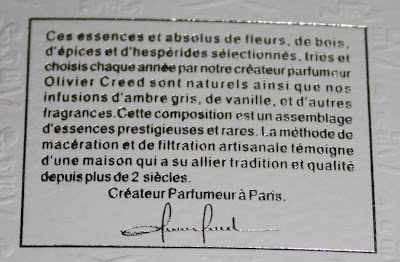 Ces essences et absolus de fleurs, de bois,
d'épices et d'hespérides sélectionnés, triés et
choisis chaque année par notre créateur parfumeur
Olivier Creed sont naturels ainsi que nos
infusions d'ambre gris, de vanille, et d'autres
fragrances. Cette composition est un assemblage
d'essences prestigieuses et rares. La méthode de
macération et de filtration artisanale témoigne
d'une maison qui a su allier tradition et qualité
depuis plus de 2 siècles.
Créateur Parfumeur à Paris.